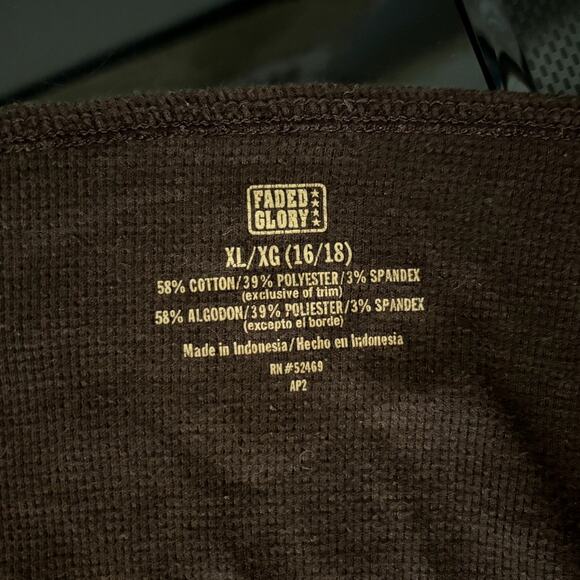 FADED
GLORY
XL/XG (16/18)
58% COTTON/39% POLYESTER/3% SPANDEX
(exclusive of trim)
58% ALGODON/39% POLIESTER/3% SPANDEX
(excepto el borde)
Made in Indonesia/Hecho en Indonesia
RN #52469
AP2